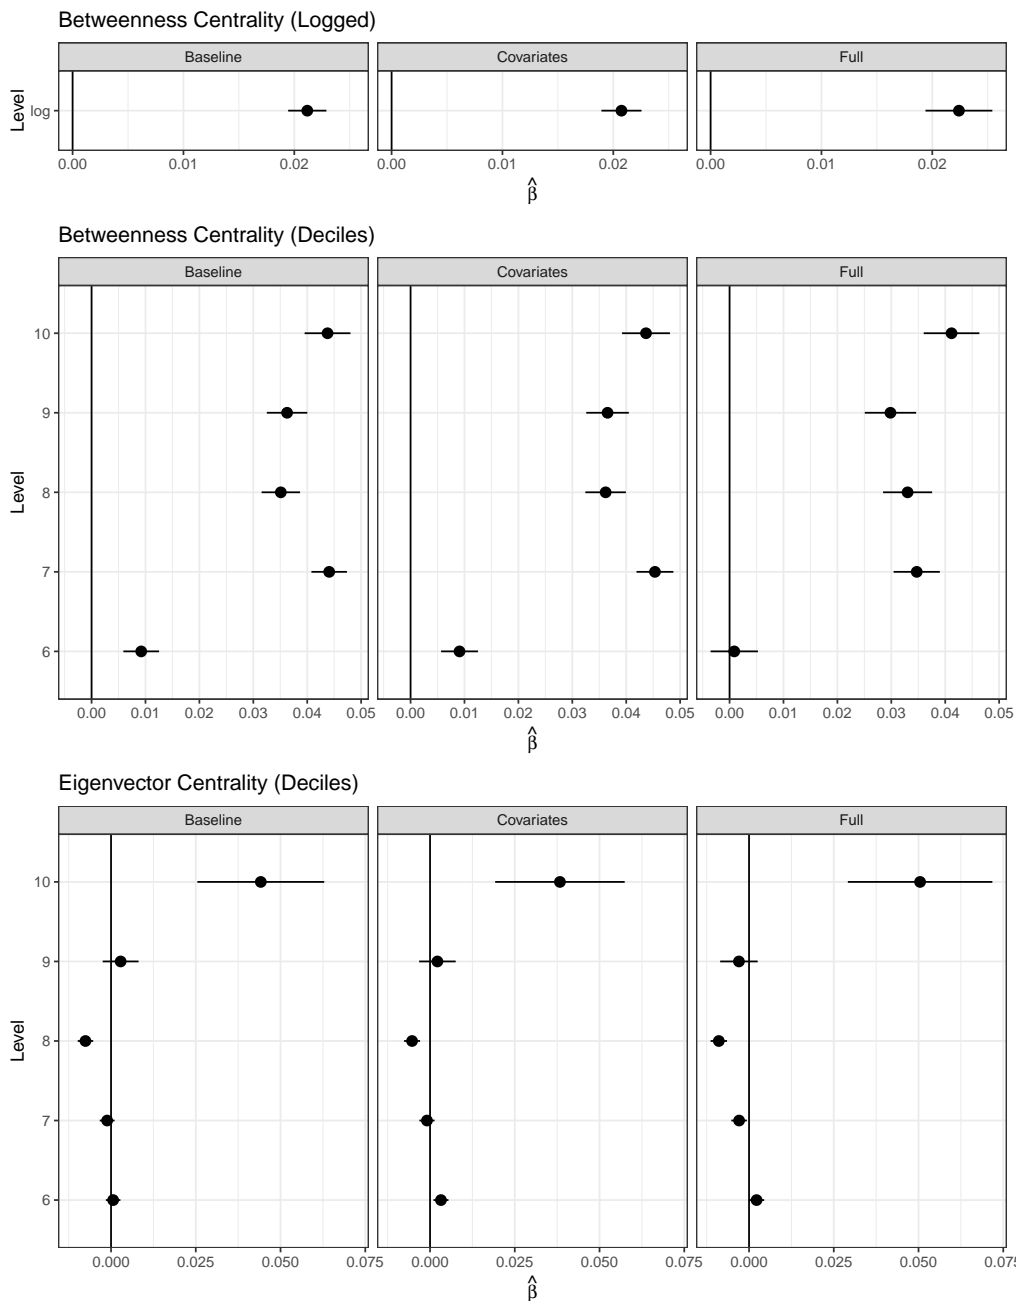 Betweenness Centrality (Logged)
Baseline Covariates Full
Level
log
0.00 0.01 0.02 0.00 0.01 0.02 0.00 0.01 0.02
β̂
Betweenness Centrality (Deciles)
Baseline Covariates Full
Level
10
9
8
7
6
0.00 0.01 0.02 0.03 0.04 0.05 0.00 0.01 0.02 0.03 0.04 0.05 0.00 0.01 0.02 0.03 0.04 0.05
β̂
Eigenvector Centrality (Deciles)
Baseline Covariates Full
Level
10
9
8
7
6
0.000 0.025 0.050 0.075 0.000 0.025 0.050 0.075 0.000 0.025 0.050 0.075
β̂